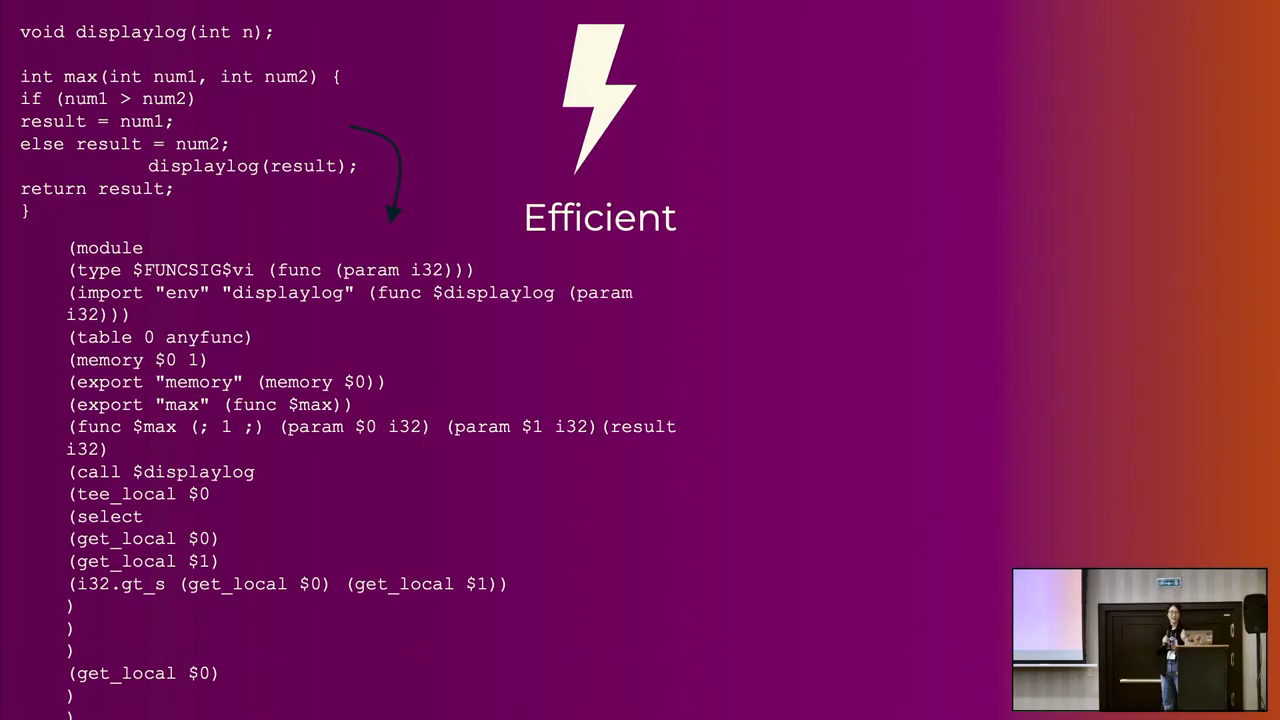 void displaylog(int n);
int max(int num1, int num2) {
if (num1 > num2)
result = num1;
else result = num2;
displaylog(result);
return result;
}
Efficient
(module
(type $FUNCSIG$vi (func (param i32)))
(import "env" "displaylog" (func $displaylog (param
i32)))
(table 0 anyfunc)
(memory $0 1)
(export "memory" (memory $0))
(export "max" (func $max))
(func $max (; 1 ;) (param $0 i32) (param $1 i32)(result
i32)
(call $displaylog
(tee_local $0
(select
(get_local $0)
(get_local $1)
(i32.gt_s (get_local $0) (get_local $1))
)
)
)
(get_local $0)
)
)